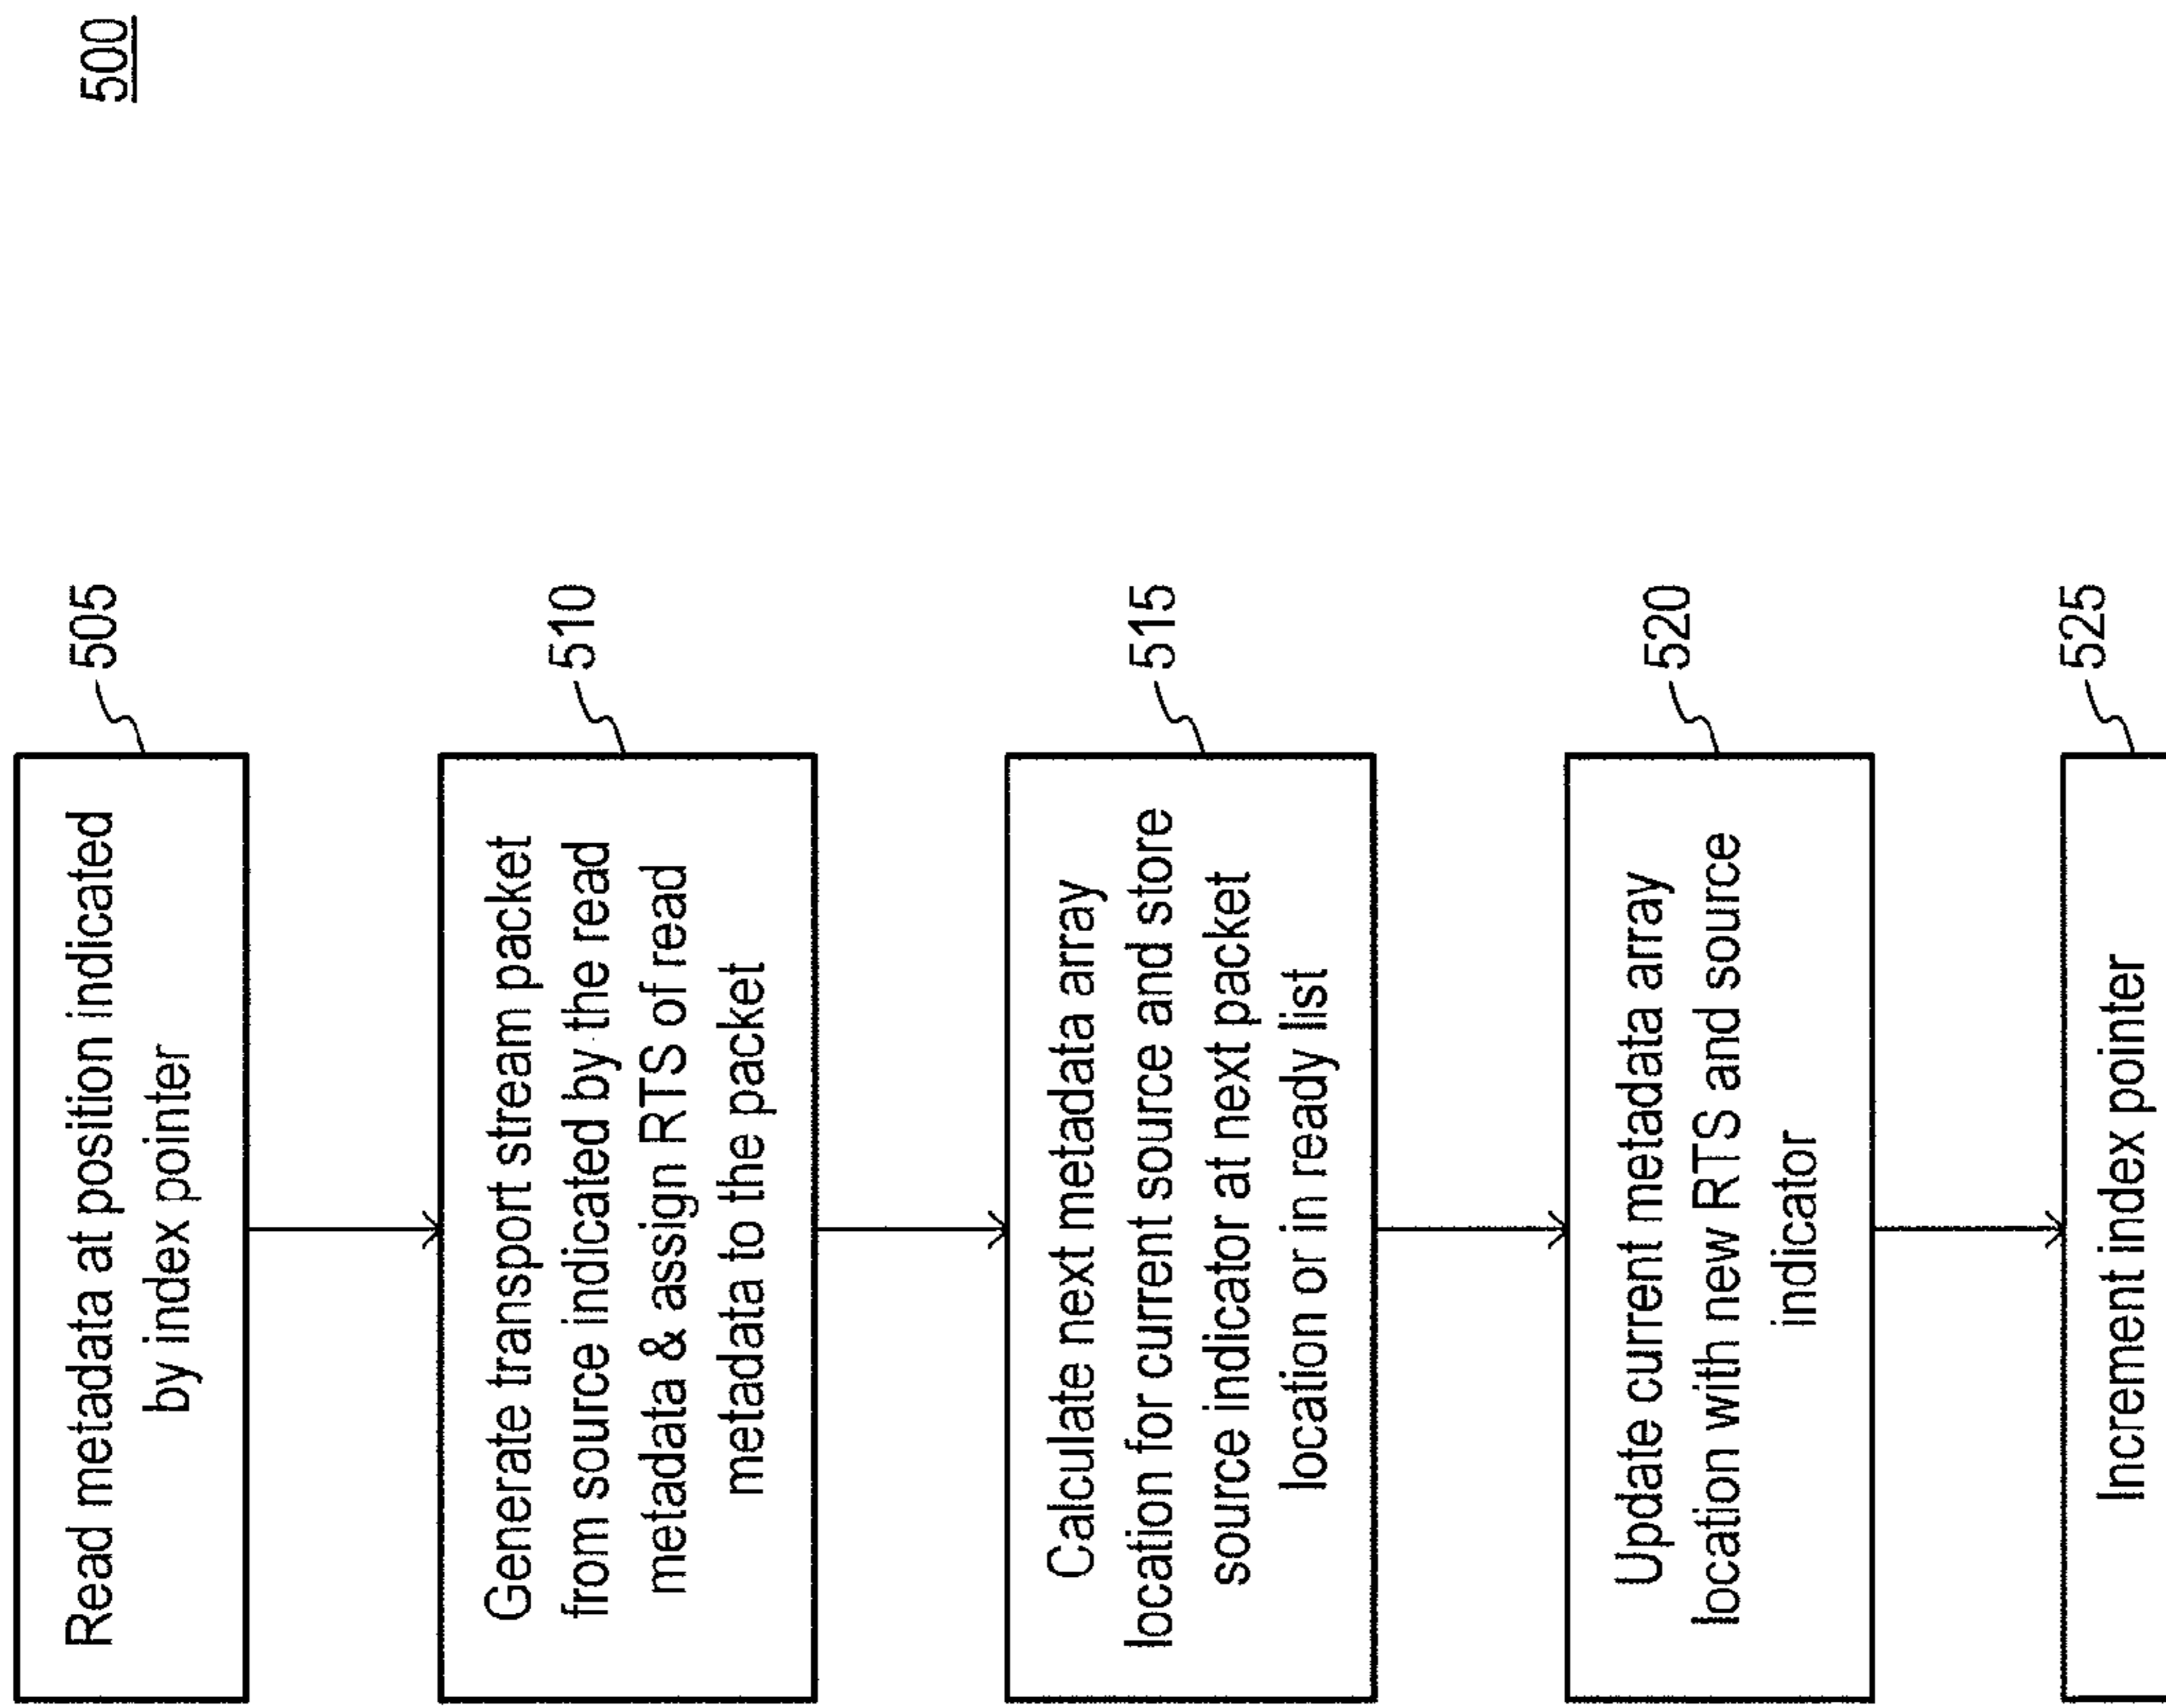 500
505
Read metadata at position indicated
by index pointer
510
Generate transport stream packet
from source indicated by the read
metadata & assign RTS of read
metadata to the packet
515
Calculate next metadata array
location for current source and store
source indicator at next packet
location or in ready list
520
Update current metadata array
location with new RTS and source
indicator
525
Increment index pointer